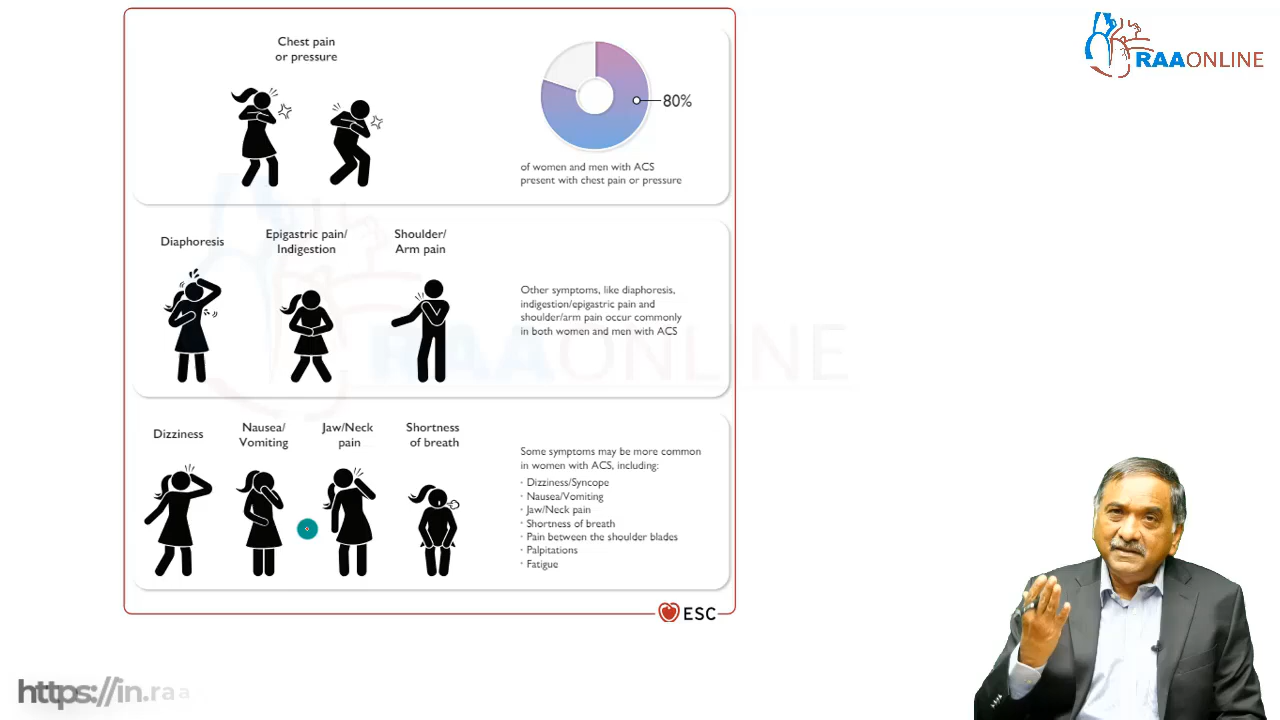 Chest pain
or pressure
80%
of women and men with ACS
present with chest pain or pressure
RAAONLINE
Diaphoresis
Epigastric pain/
Indigestion
Shoulder/
Arm pain
Other symptoms, like diaphoresis,
indigestion/epigastric pain and
shoulder/arm pain occur commonly
in both women and men with ACS
RAAONLINE
Dizziness
Nausea/
Vomiting
Jaw/Neck
pain
Shortness
of breath
Some symptoms may be more common
in women with ACS, including:
· Dizziness/Syncope
· Nausea/Vomiting
· Jaw/Neck pain
· Shortness of breath
· Pain between the shoulder blades
· Palpitations
· Fatigue
ESC
https://in.raa